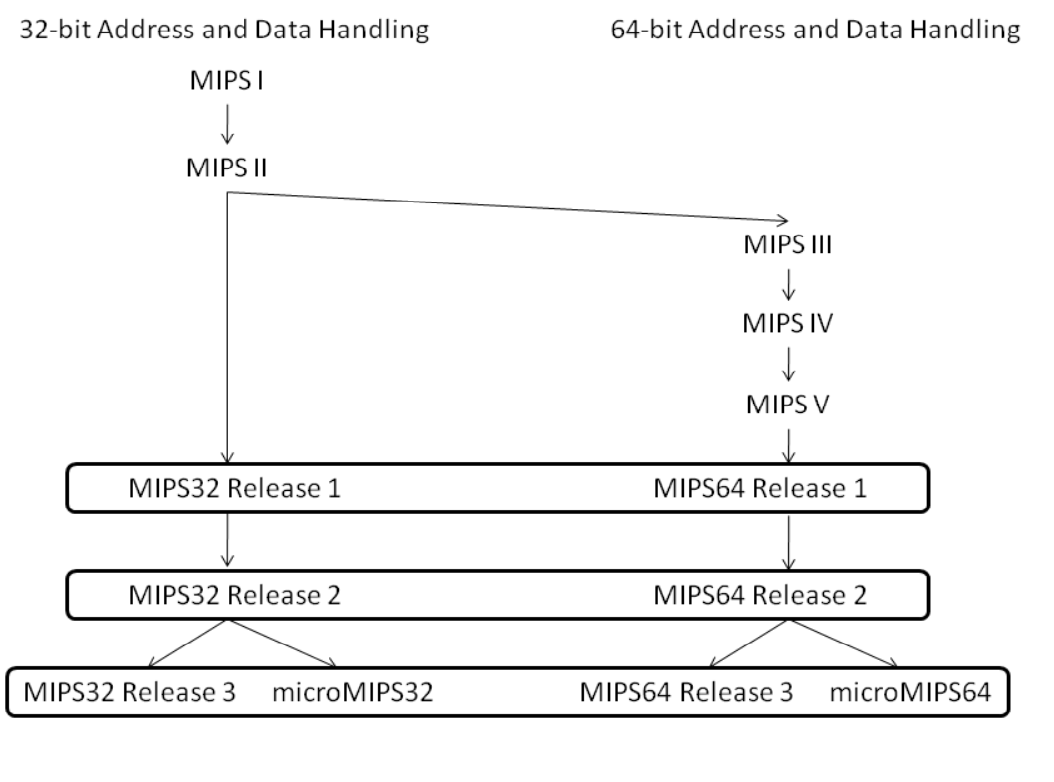 32-bit Address and Data Handling 64-bit Address and Data Handling
MIPS I
MIPS II
MIPS III
MIPS IV
MIPS V
MIPS32 Release 1 MIPS64 Release 1
MIPS32 Release 2 MIPS64 Release 2
MIPS32 Release 3 microMIPS32 MIPS64 Release 3 microMIPS64